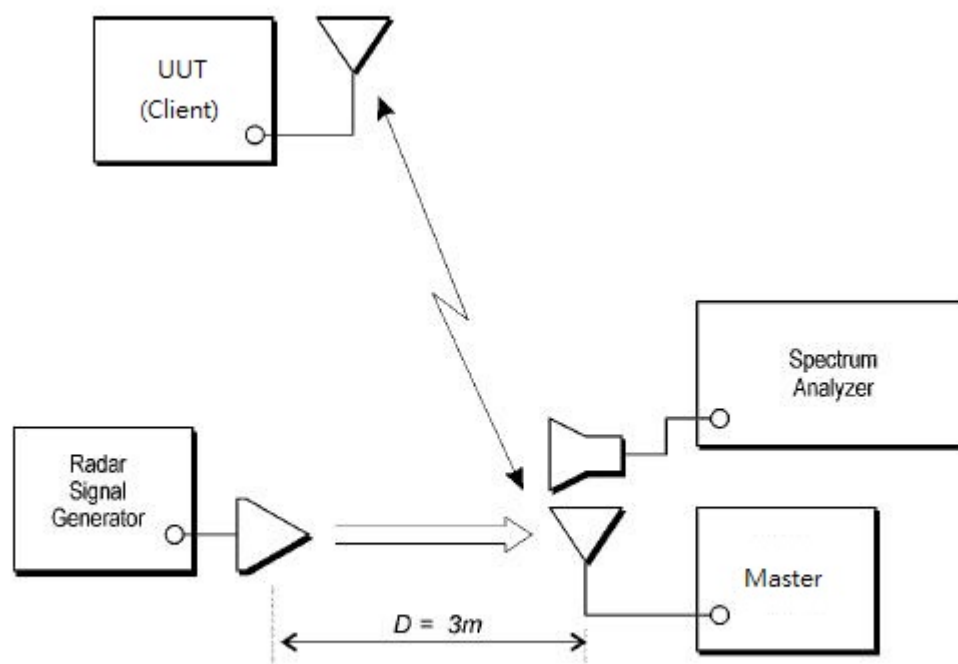 UUT
(Client)
Spectrum
Analyzer
Radar
Signal
Generator
Master
D = 3m